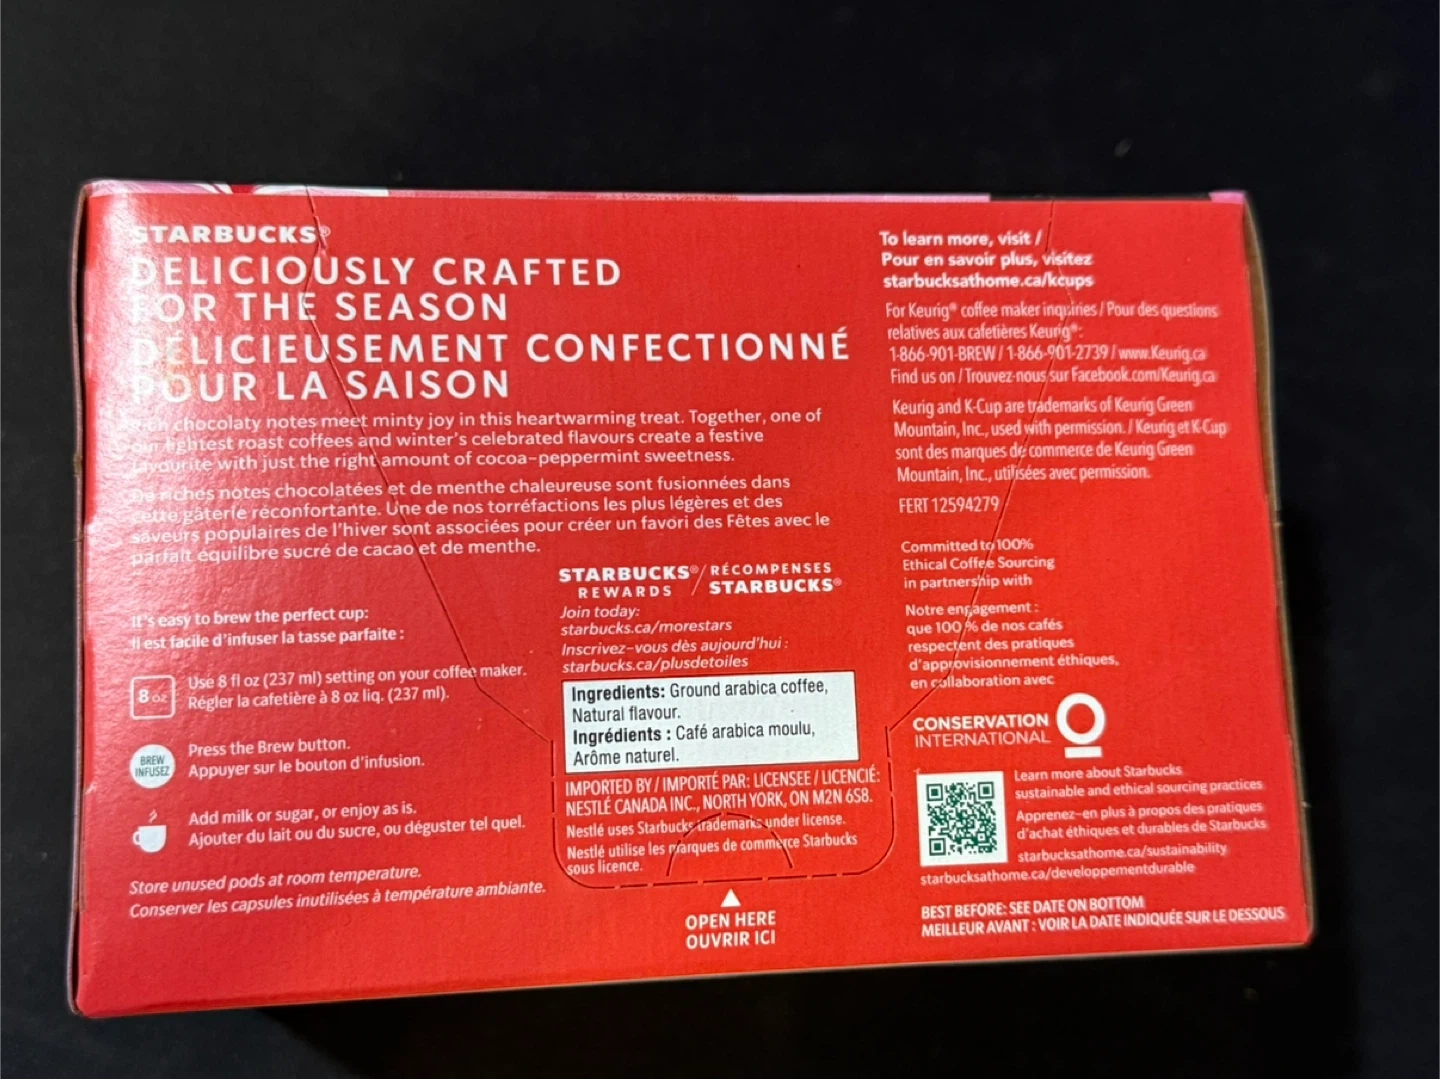 STARBUCKS®
DELICIOUSLY CRAFTED
FOR THE SEASON
DÉLICIEUSEMENT CONFECTIONNÉ
POUR LA SAISON
Rich chocolaty notes meet minty joy in this heartwarming treat. Together, one of
our lightest roast coffees and winter's celebrated flavours create a festive
favourite with just the right amount of cocoa-peppermint sweetness.
De riches notes chocolatées et de menthe chaleureuse sont fusionnées dans
cette gâterie réconfortante. Une de nos torréfactions les plus légères et des
saveurs populaires de l'hiver sont associées pour créer un favori des Fêtes avec le
parfait équilibre sucré de cacao et de menthe.
It's easy to brew the perfect cup:
Il est facile d'infuser la tasse parfaite :
8 oz
Use 8 fl oz (237 ml) setting on your coffee maker.
Régler la cafetière à 8 oz liq. (237 ml).
BREW
INFUSEZ
Press the Brew button.
Appuyer sur le bouton d'infusion.
Add milk or sugar, or enjoy as is.
Ajouter du lait ou du sucre, ou déguster tel quel.
Store unused pods at room temperature.
Conserver les capsules inutilisées à température ambiante.
STARBUCKS® / RÉCOMPENSES
REWARDS / STARBUCKS®
Join today:
starbucks.ca/morestars
Inscrivez-vous dès aujourd'hui :
starbucks.ca/plusdetoiles
Ingredients: Ground arabica coffee,
Natural flavour.
Ingrédients : Café arabica moulu,
Arôme naturel.
IMPORTED BY / IMPORTÉ PAR: LICENSEE / LICENCIÉ:
NESTLÉ CANADA INC., NORTH YORK, ON M2N 6S8.
Nestlé uses Starbucks trademarks under license.
Nestlé utilise les marques de commerce Starbucks
sous licence.
OPEN HERE
OUVRIR ICI
To learn more, visit /
Pour en savoir plus, visitez
starbucksathome.ca/kcups
For Keurig® coffee maker inquiries / Pour des questions
relatives aux cafetières Keurig®:
1-866-901-BREW / 1-866-901-2739 / www.Keurig.ca
Find us on / Trouvez-nous sur Facebook.com/Keurig.ca
Keurig and K-Cup are trademarks of Keurig Green
Mountain, Inc., used with permission. / Keurig et K-Cup
sont des marques de commerce de Keurig Green
Mountain, Inc., utilisées avec permission.
FERT 12594279
Committed to 100%
Ethical Coffee Sourcing
in partnership with
Notre engagement :
que 100 % de nos cafés
respectent des pratiques
d'approvisionnement éthiques,
en collaboration avec
CONSERVATION
INTERNATIONAL
Learn more about Starbucks
sustainable and ethical sourcing practices
Apprenez-en plus à propos des pratiques
d'achat éthiques et durables de Starbucks
starbucksathome.ca/sustainability
starbucksathome.ca/developpementdurable
BEST BEFORE: SEE DATE ON BOTTOM
MEILLEUR AVANT : VOIR LA DATE INDIQUÉE SUR LE DESSOUS